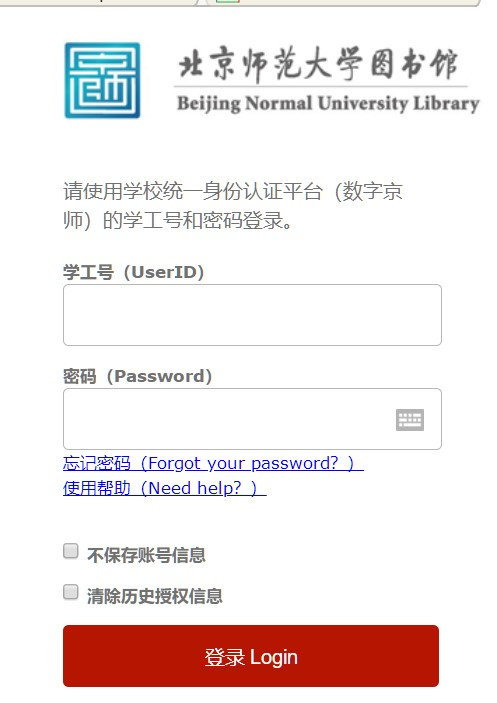 北京师范大学图书馆
Beijing Normal University Library
请使用学校统一身份认证平台（数字京
师）的学工号和密码登录。
学工号（UserID）
密码（Password）
忘记密码（Forgot your password？）
使用帮助（Need help？）
不保存账号信息
清除历史授权信息
登录 Login